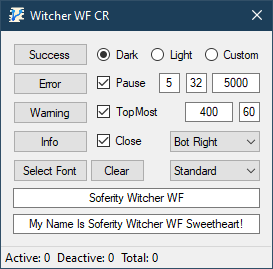 Witcher WF CR
Success Dark Light Custom
Error Pause 5 32 5000
Warning TopMost 400 60
Info Close Bot Right
Select Font Clear Standard
Soferity Witcher WF
My Name Is Soferity Witcher WF Sweetheart!
Active: 0 Deactive: 0 Total: 0